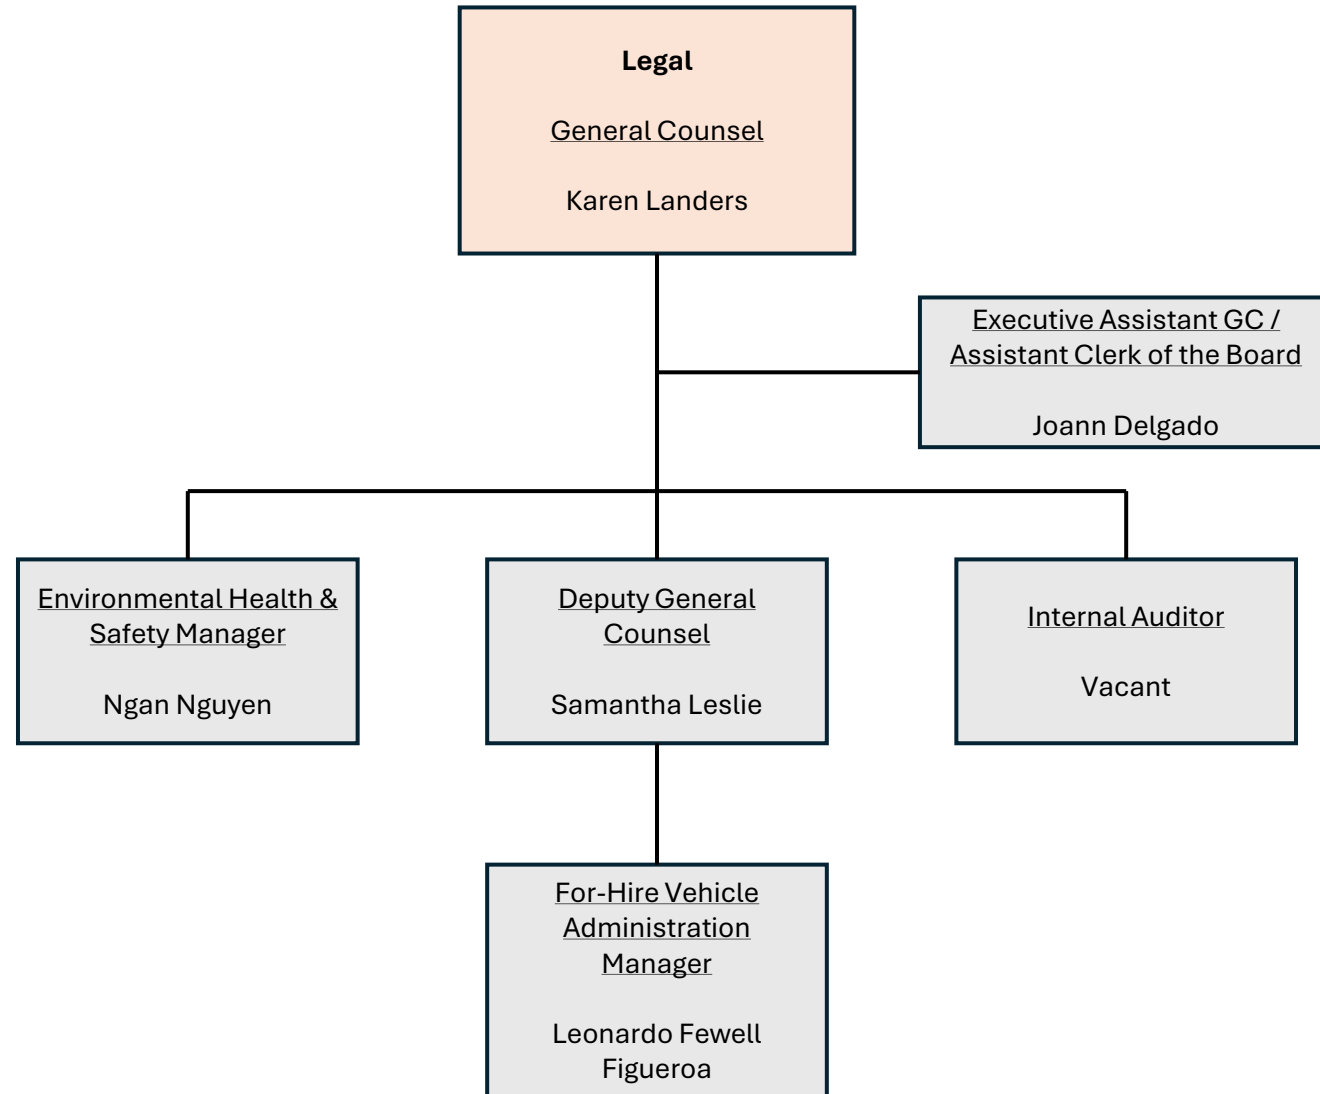 Legal
General Counsel
Karen Landers
Executive Assistant GC /
Assistant Clerk of the Board
Joann Delgado
Environmental Health &
Safety Manager
Ngan Nguyen
Deputy General
Counsel
Samantha Leslie
Internal Auditor
Vacant
For-Hire Vehicle
Administration
Manager
Leonardo Fewell
Figueroa